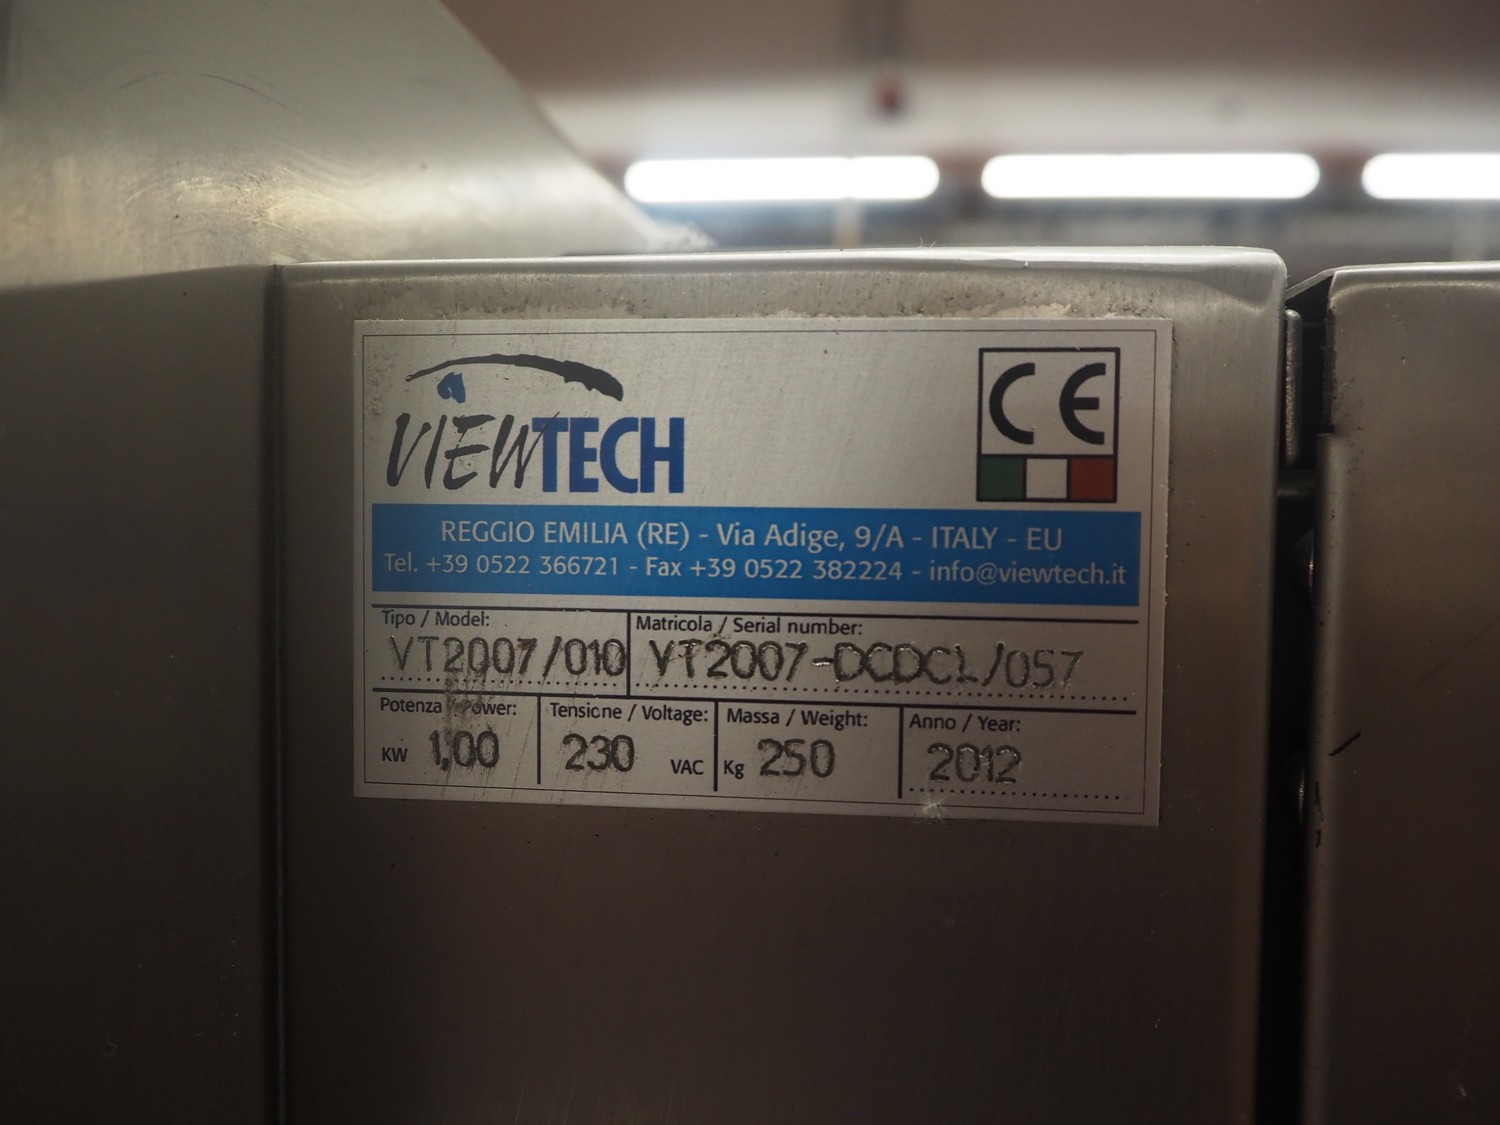 VIEWTECH
CE
REGGIO EMILIA (RE) - Via Adige, 9/A - ITALY - EU
Tel. +39 0522 366721 - Fax +39 0522 382224 - info@viewtech.it
Tipo / Model: Matricola / Serial number:
VT2007/010 VT2007-DCDCL/057
Potenza / Power: Tensione / Voltage: Massa / Weight: Anno / Year:
KW 1,00 230 VAC Kg 250 2012